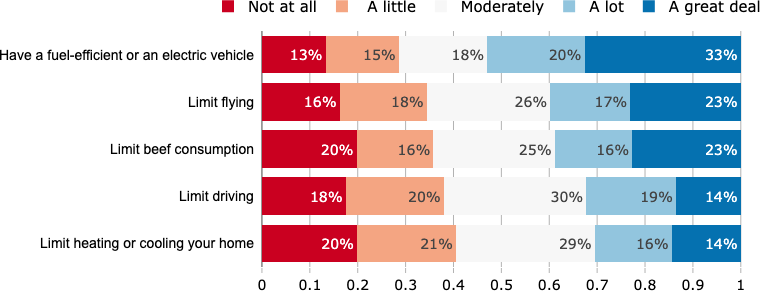 Not at all A little Moderately A lot A great deal
Have a fuel-efficient or an electric vehicle 13% 15% 18% 20% 33%
Limit flying 16% 18% 26% 17% 23%
Limit beef consumption 20% 16% 25% 16% 23%
Limit driving 18% 20% 30% 19% 14%
Limit heating or cooling your home 20% 21% 29% 16% 14%
0 0.1 0.2 0.3 0.4 0.5 0.6 0.7 0.8 0.9 1